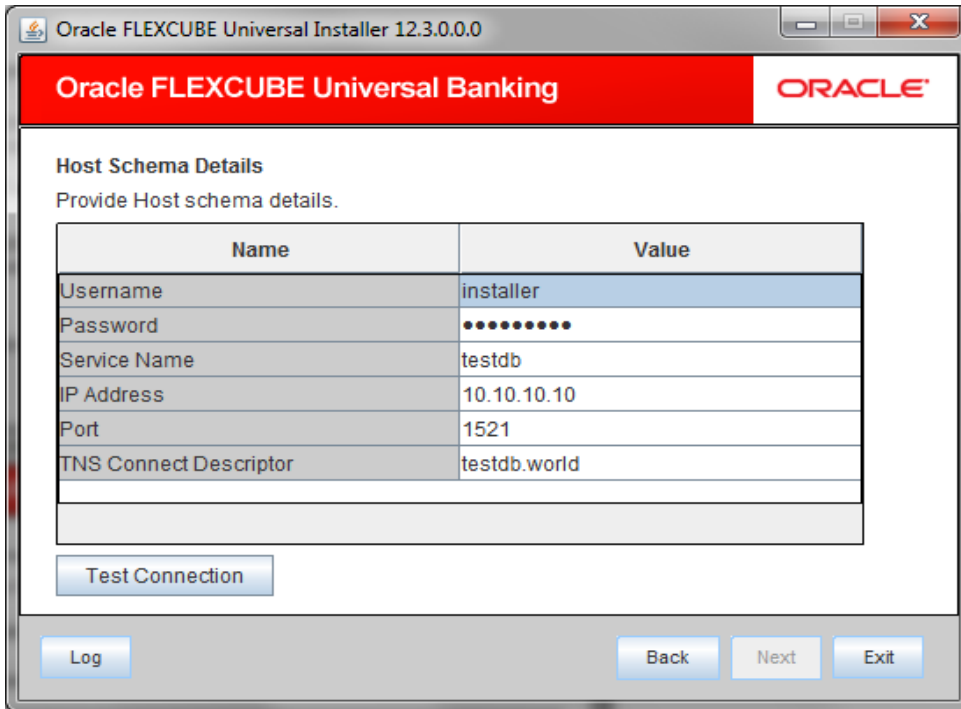 Oracle FLEXCUBE Universal Installer 12.3.0.0.0
Oracle FLEXCUBE Universal Banking
ORACLE
Host Schema Details
Provide Host schema details.
Name Value
Username installer
Password •••••••••
Service Name testdb
IP Address 10.10.10.10
Port 1521
TNS Connect Descriptor testdb.world
Test Connection
Log Back Next Exit